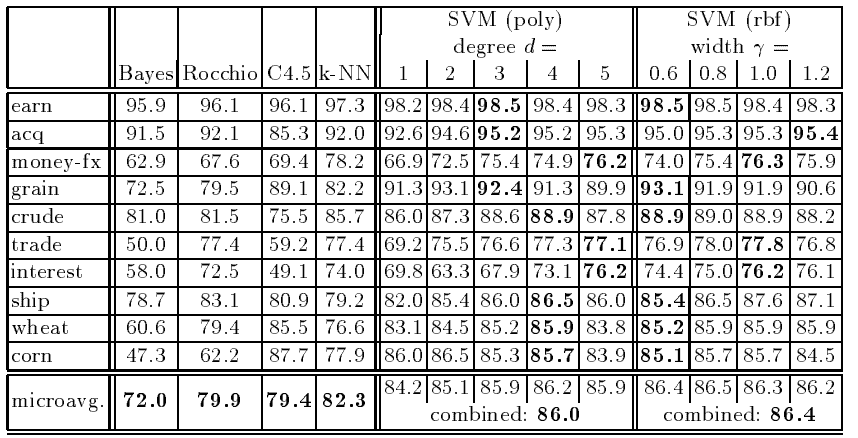 SVM (poly) SVM (rbf)
degree d = width γ =
Bayes Rocchio C4.5 k-NN 1 2 3 4 5 0.6 0.8 1.0 1.2
earn 95.9 96.1 96.1 97.3 98.2 98.4 98.5 98.4 98.3 98.5 98.5 98.4 98.3
acq 91.5 92.1 85.3 92.0 92.6 94.6 95.2 95.2 95.3 95.0 95.3 95.3 95.4
money-fx 62.9 67.6 69.4 78.2 66.9 72.5 75.4 74.9 76.2 74.0 75.4 76.3 75.9
grain 72.5 79.5 89.1 82.2 91.3 93.1 92.4 91.3 89.9 93.1 91.9 91.9 90.6
crude 81.0 81.5 75.5 85.7 86.0 87.3 88.6 88.9 87.8 88.9 89.0 88.9 88.2
trade 50.0 77.4 59.2 77.4 69.2 75.5 76.6 77.3 77.1 76.9 78.0 77.8 76.8
interest 58.0 72.5 49.1 74.0 69.8 63.3 67.9 73.1 76.2 74.4 75.0 76.2 76.1
ship 78.7 83.1 80.9 79.2 82.0 85.4 86.0 86.5 86.0 85.4 86.5 87.6 87.1
wheat 60.6 79.4 85.5 76.6 83.1 84.5 85.2 85.9 83.8 85.2 85.9 85.9 85.9
corn 47.3 62.2 87.7 77.9 86.0 86.5 85.3 85.7 83.9 85.1 85.7 85.7 84.5
microavg. 72.0 79.9 79.4 82.3 84.2 85.1 85.9 86.2 85.9 86.4 86.5 86.3 86.2
combined: 86.0 combined: 86.4